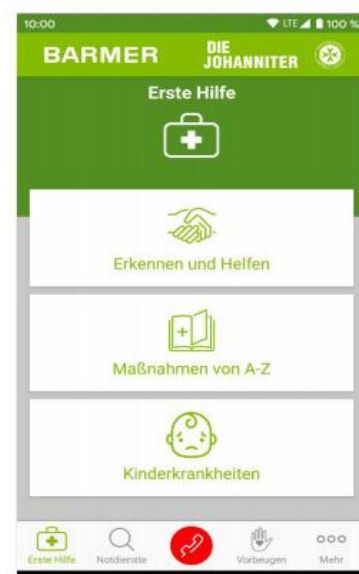 10:00 LTE 100 %
BARMER DIE
JOHANNITER
Erste Hilfe
Erkennen und Helfen
Maßnahmen von A-Z
Kinderkrankheiten
Erste Hilfe Notdienste Vorbeugen Mehr